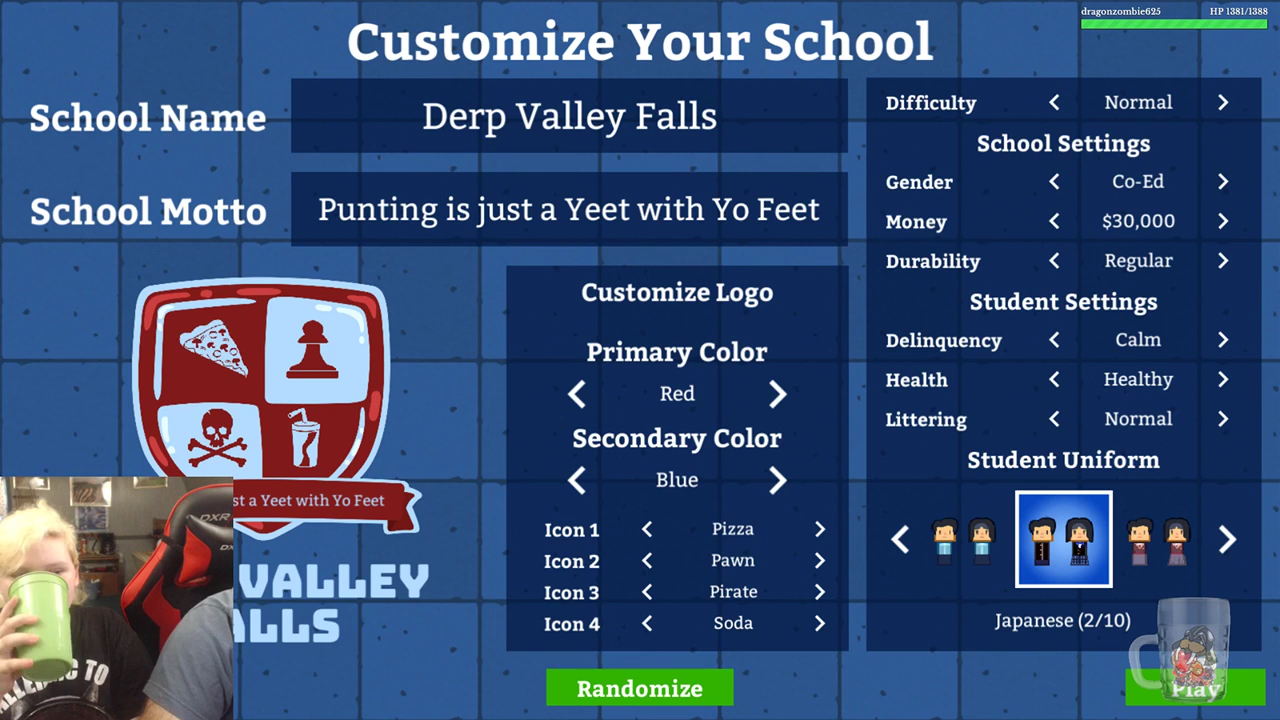 dragonzombie625 HP 1381/1388
Customize Your School
School Name Derp Valley Falls
School Motto Punting is just a Yeet with Yo Feet
Difficulty Normal
School Settings
Gender Co-Ed
Money $30,000
Durability Regular
Student Settings
Delinquency Calm
Health Healthy
Littering Normal
Student Uniform
Japanese (2/10)
Customize Logo
Primary Color
Red
Secondary Color
Blue
Icon 1 Pizza
Icon 2 Pawn
Icon 3 Pirate
Icon 4 Soda
st a Yeet with Yo Feet
VALLEY
ALLS
DXR
TO
Randomize
Play